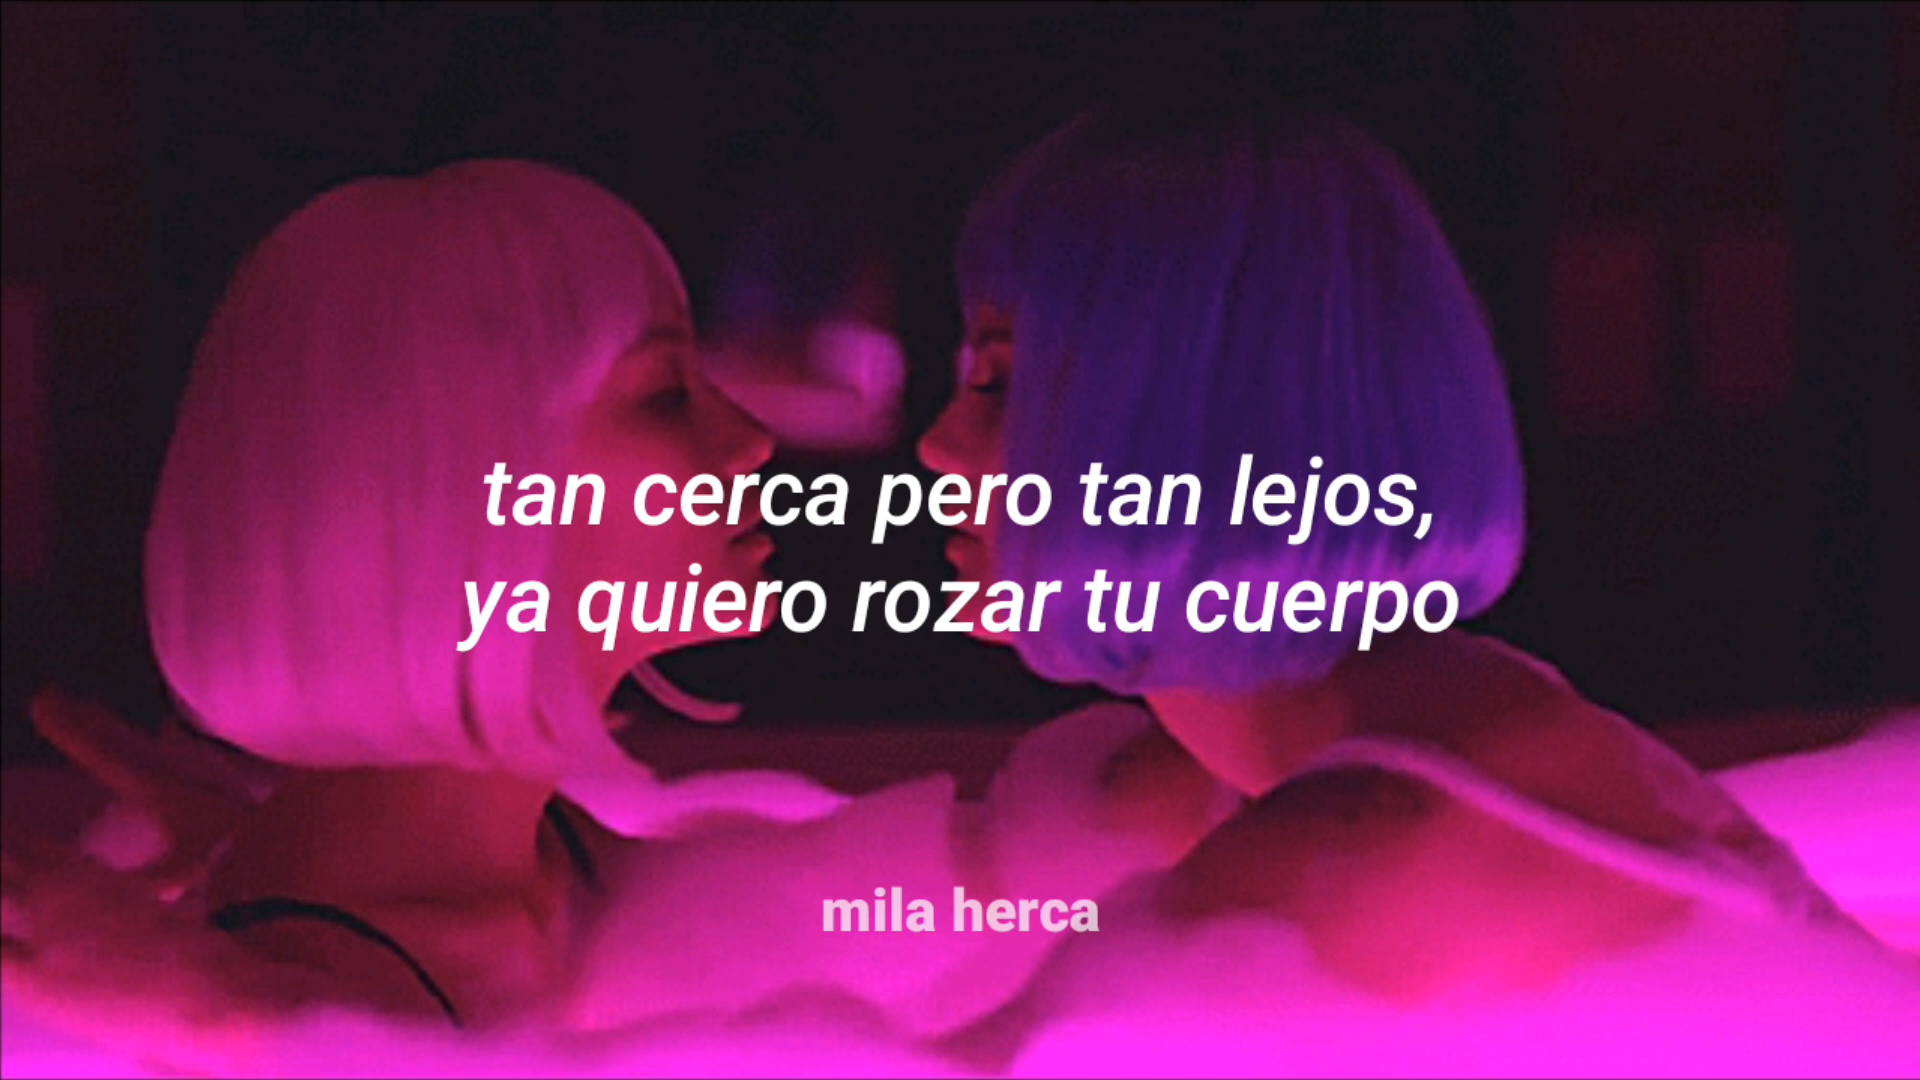 tan cerca pero tan lejos,
ya quiero rozar tu cuerpo
mila herca